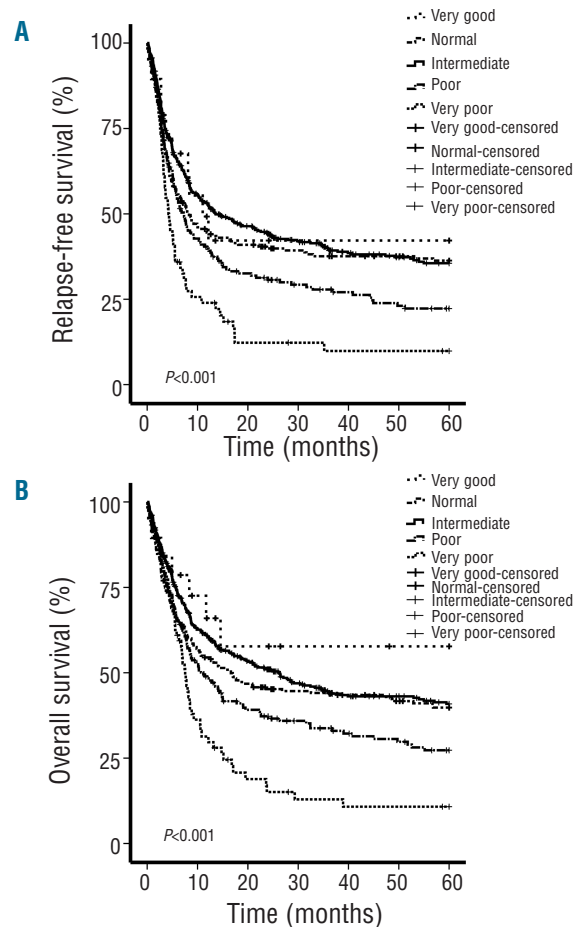 A
Relapse-free survival (%)
100
75
50
25
0
P<0.001
0 10 20 30 40 50 60
Time (months)
Very good
Normal
Intermediate
Poor
Very poor
Very good-censored
Normal-censored
Intermediate-censored
Poor-censored
Very poor-censored
B
Overall survival (%)
100
75
50
25
0
P<0.001
0 10 20 30 40 50 60
Time (months)
Very good
Normal
Intermediate
Poor
Very poor
Very good-censored
Normal-censored
Intermediate-censored
Poor-censored
Very poor-censored